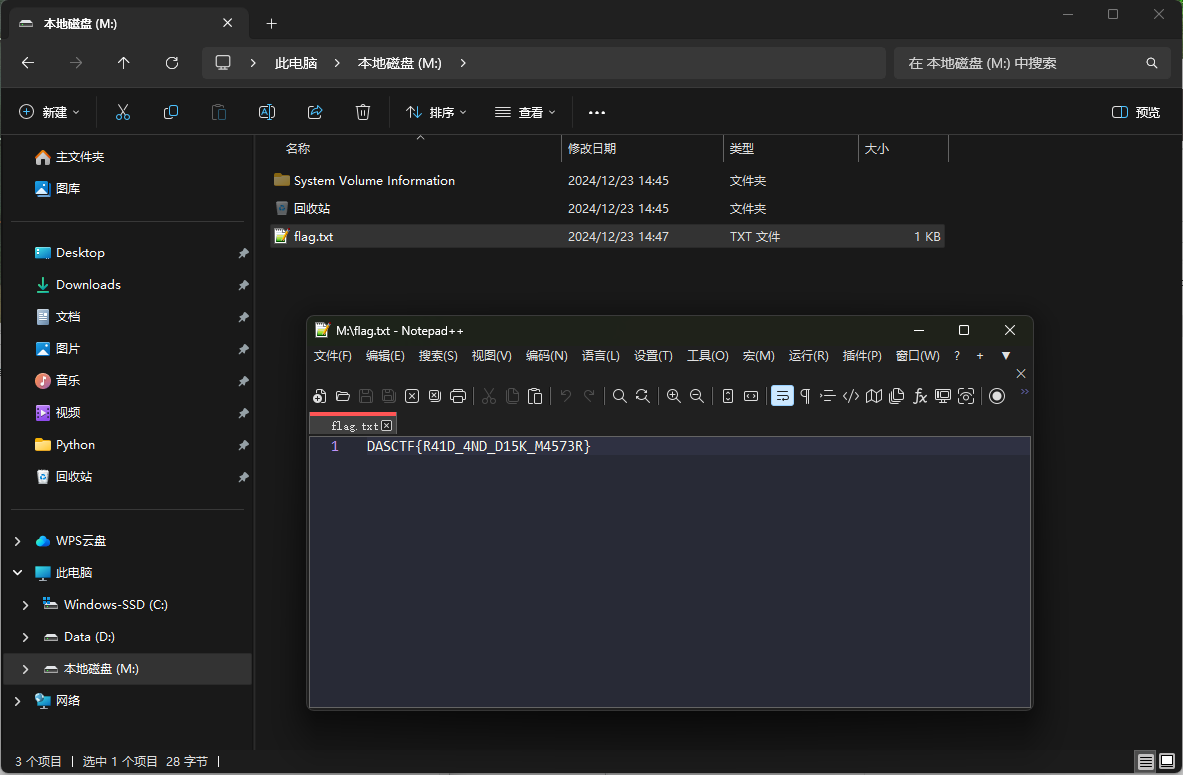 本地磁盘 (M:)
此电脑 本地磁盘 (M:)
在 本地磁盘 (M:) 中搜索
新建 排序 查看 预览
主文件夹
图库
Desktop
Downloads
文档
图片
音乐
视频
Python
回收站
WPS云盘
此电脑
Windows-SSD (C:)
Data (D:)
本地磁盘 (M:)
网络
名称 修改日期 类型 大小
System Volume Information 2024/12/23 14:45 文件夹
回收站 2024/12/23 14:45 文件夹
flag.txt 2024/12/23 14:47 TXT 文件 1 KB
M:\flag.txt - Notepad++
文件(F) 编辑(E) 搜索(S) 视图(V) 编码(N) 语言(L) 设置(T) 工具(O) 宏(M) 运行(R) 插件(P) 窗口(W) ? +
flag.txt
1 DASCTF{R41D_4ND_D15K_M4573R}
3 个项目 | 选中 1 个项目 28 字节 |